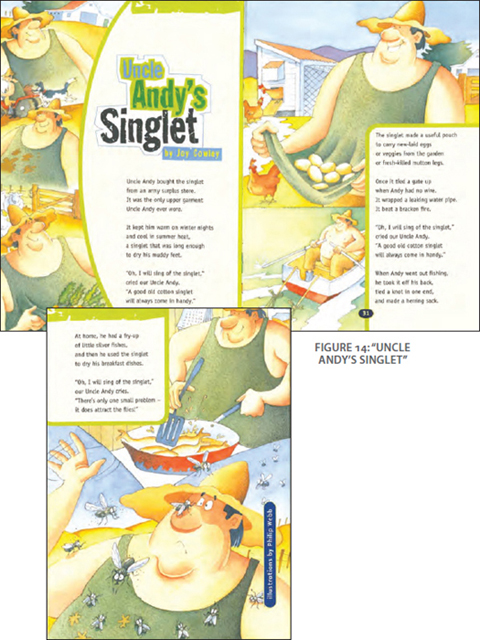 Uncle
Andy's
Singlet
by Joy Cowley
Uncle Andy bought the singlet
from an army surplus store.
It was the only upper garment
Uncle Andy ever wore.
It kept him warm on winter nights
and cool in summer heat,
a singlet that was long enough
to dry his muddy feet.
"Oh, I will sing of the singlet,"
cried our Uncle Andy.
"A good old cotton singlet
will always come in handy."
The singlet made a useful pouch
to carry new-laid eggs
or veggies from the garden
or fresh-killed mutton legs.
Once it tied a gate up
when Andy had no wire.
It wrapped a leaking water pipe.
It beat a bracken fire.
"Oh, I will sing of the singlet,"
cried our Uncle Andy.
"A good old cotton singlet
will always come in handy."
When Andy went out fishing,
he took it off his back,
tied a knot in one end,
and made a herring sack.
31
At home, he had a fry-up
of little silver fishes,
and then he used the singlet
to dry his breakfast dishes.
"Oh, I will sing of the singlet,"
our Uncle Andy cries.
"There's only one small problem –
it does attract the flies!"
illustrations by Philip Webb
FIGURE 14: "UNCLE
ANDY'S SINGLET"